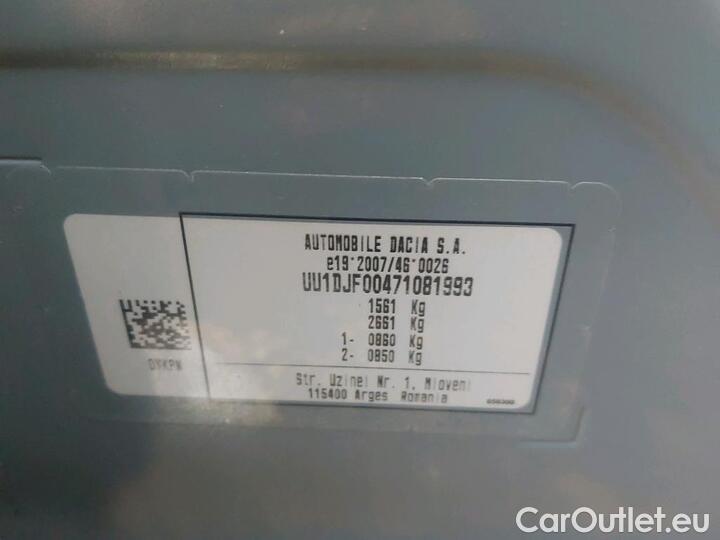 AUTOMOBILE DACIA S.A.
e19*2007/46*0026
UU1DJF00471081993
1561 Kg
2661 Kg
1- 0860 Kg
2- 0850 Kg
Str. Uzinei Nr. 1, Mioveni
115400 Arges Romania
CarOutlet.eu